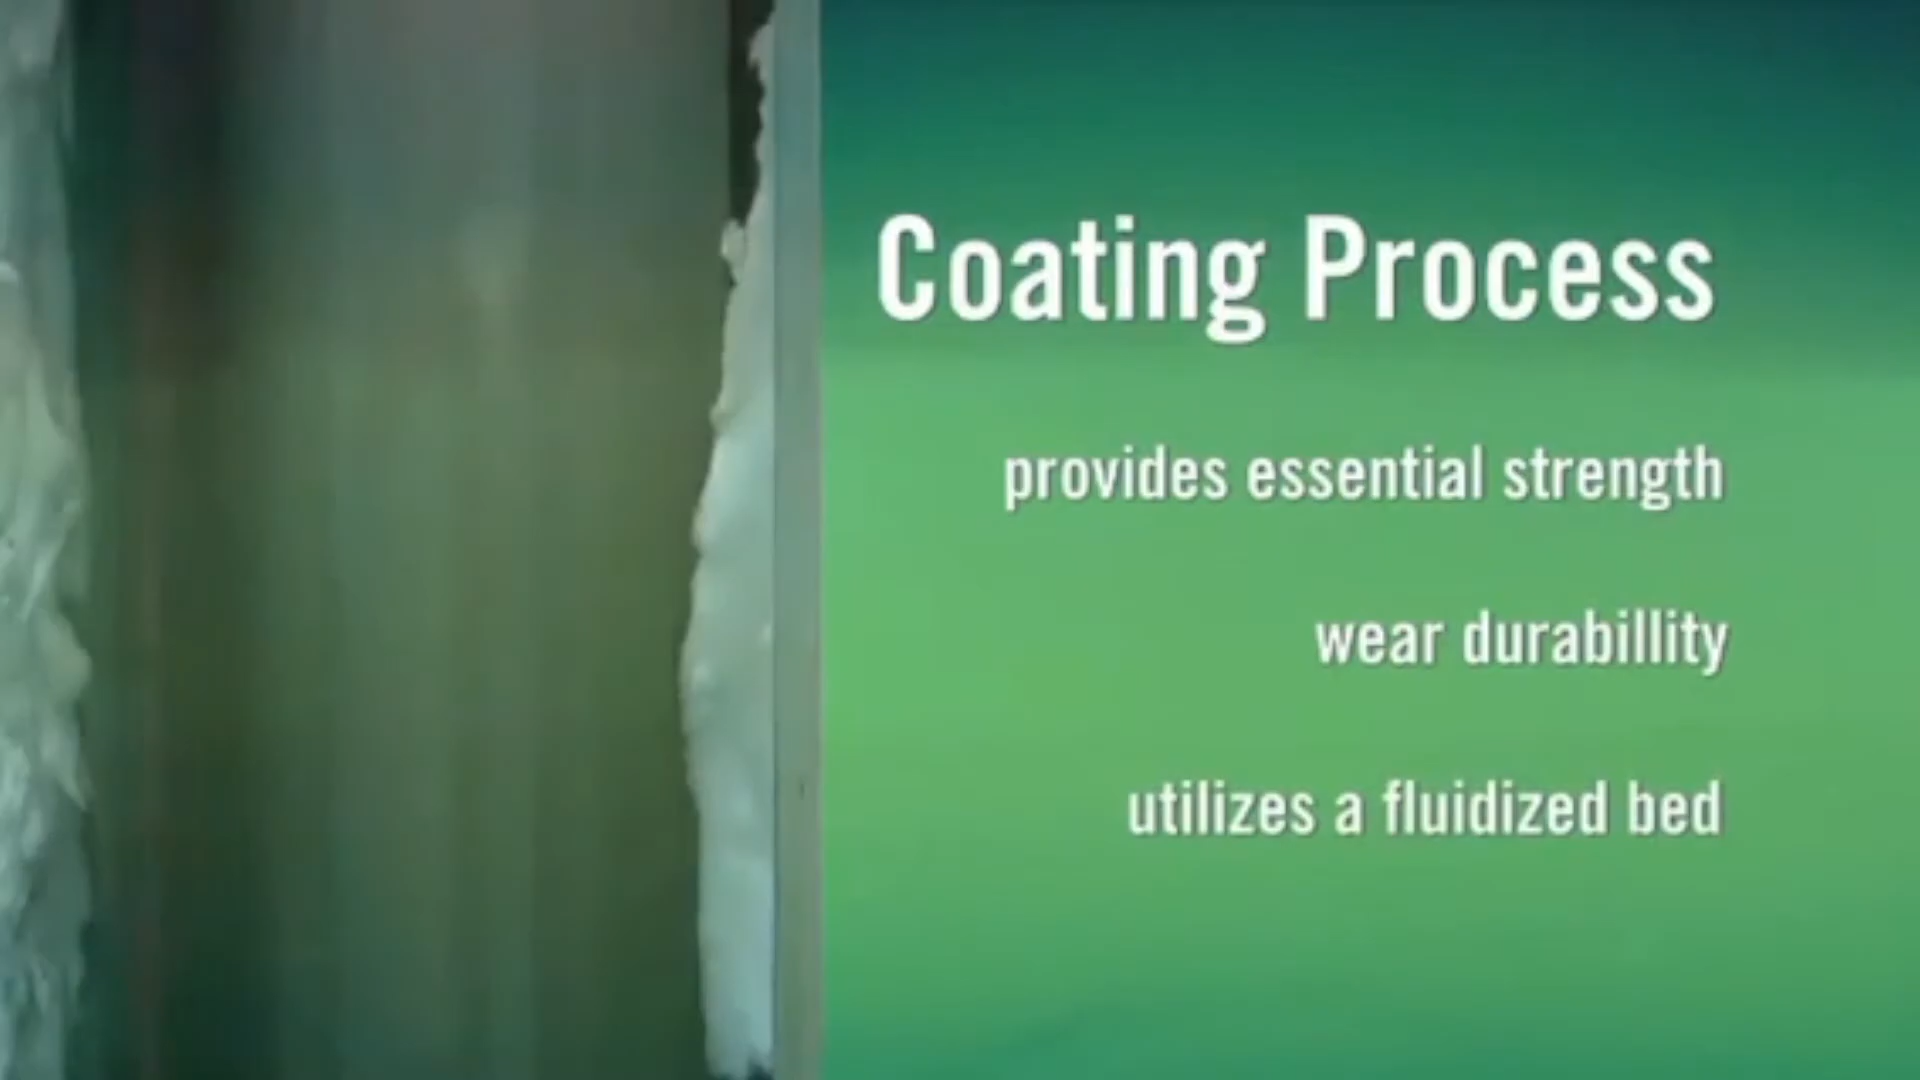 Coating Process
provides essential strength
wear durabillity
utilizes a fluidized bed